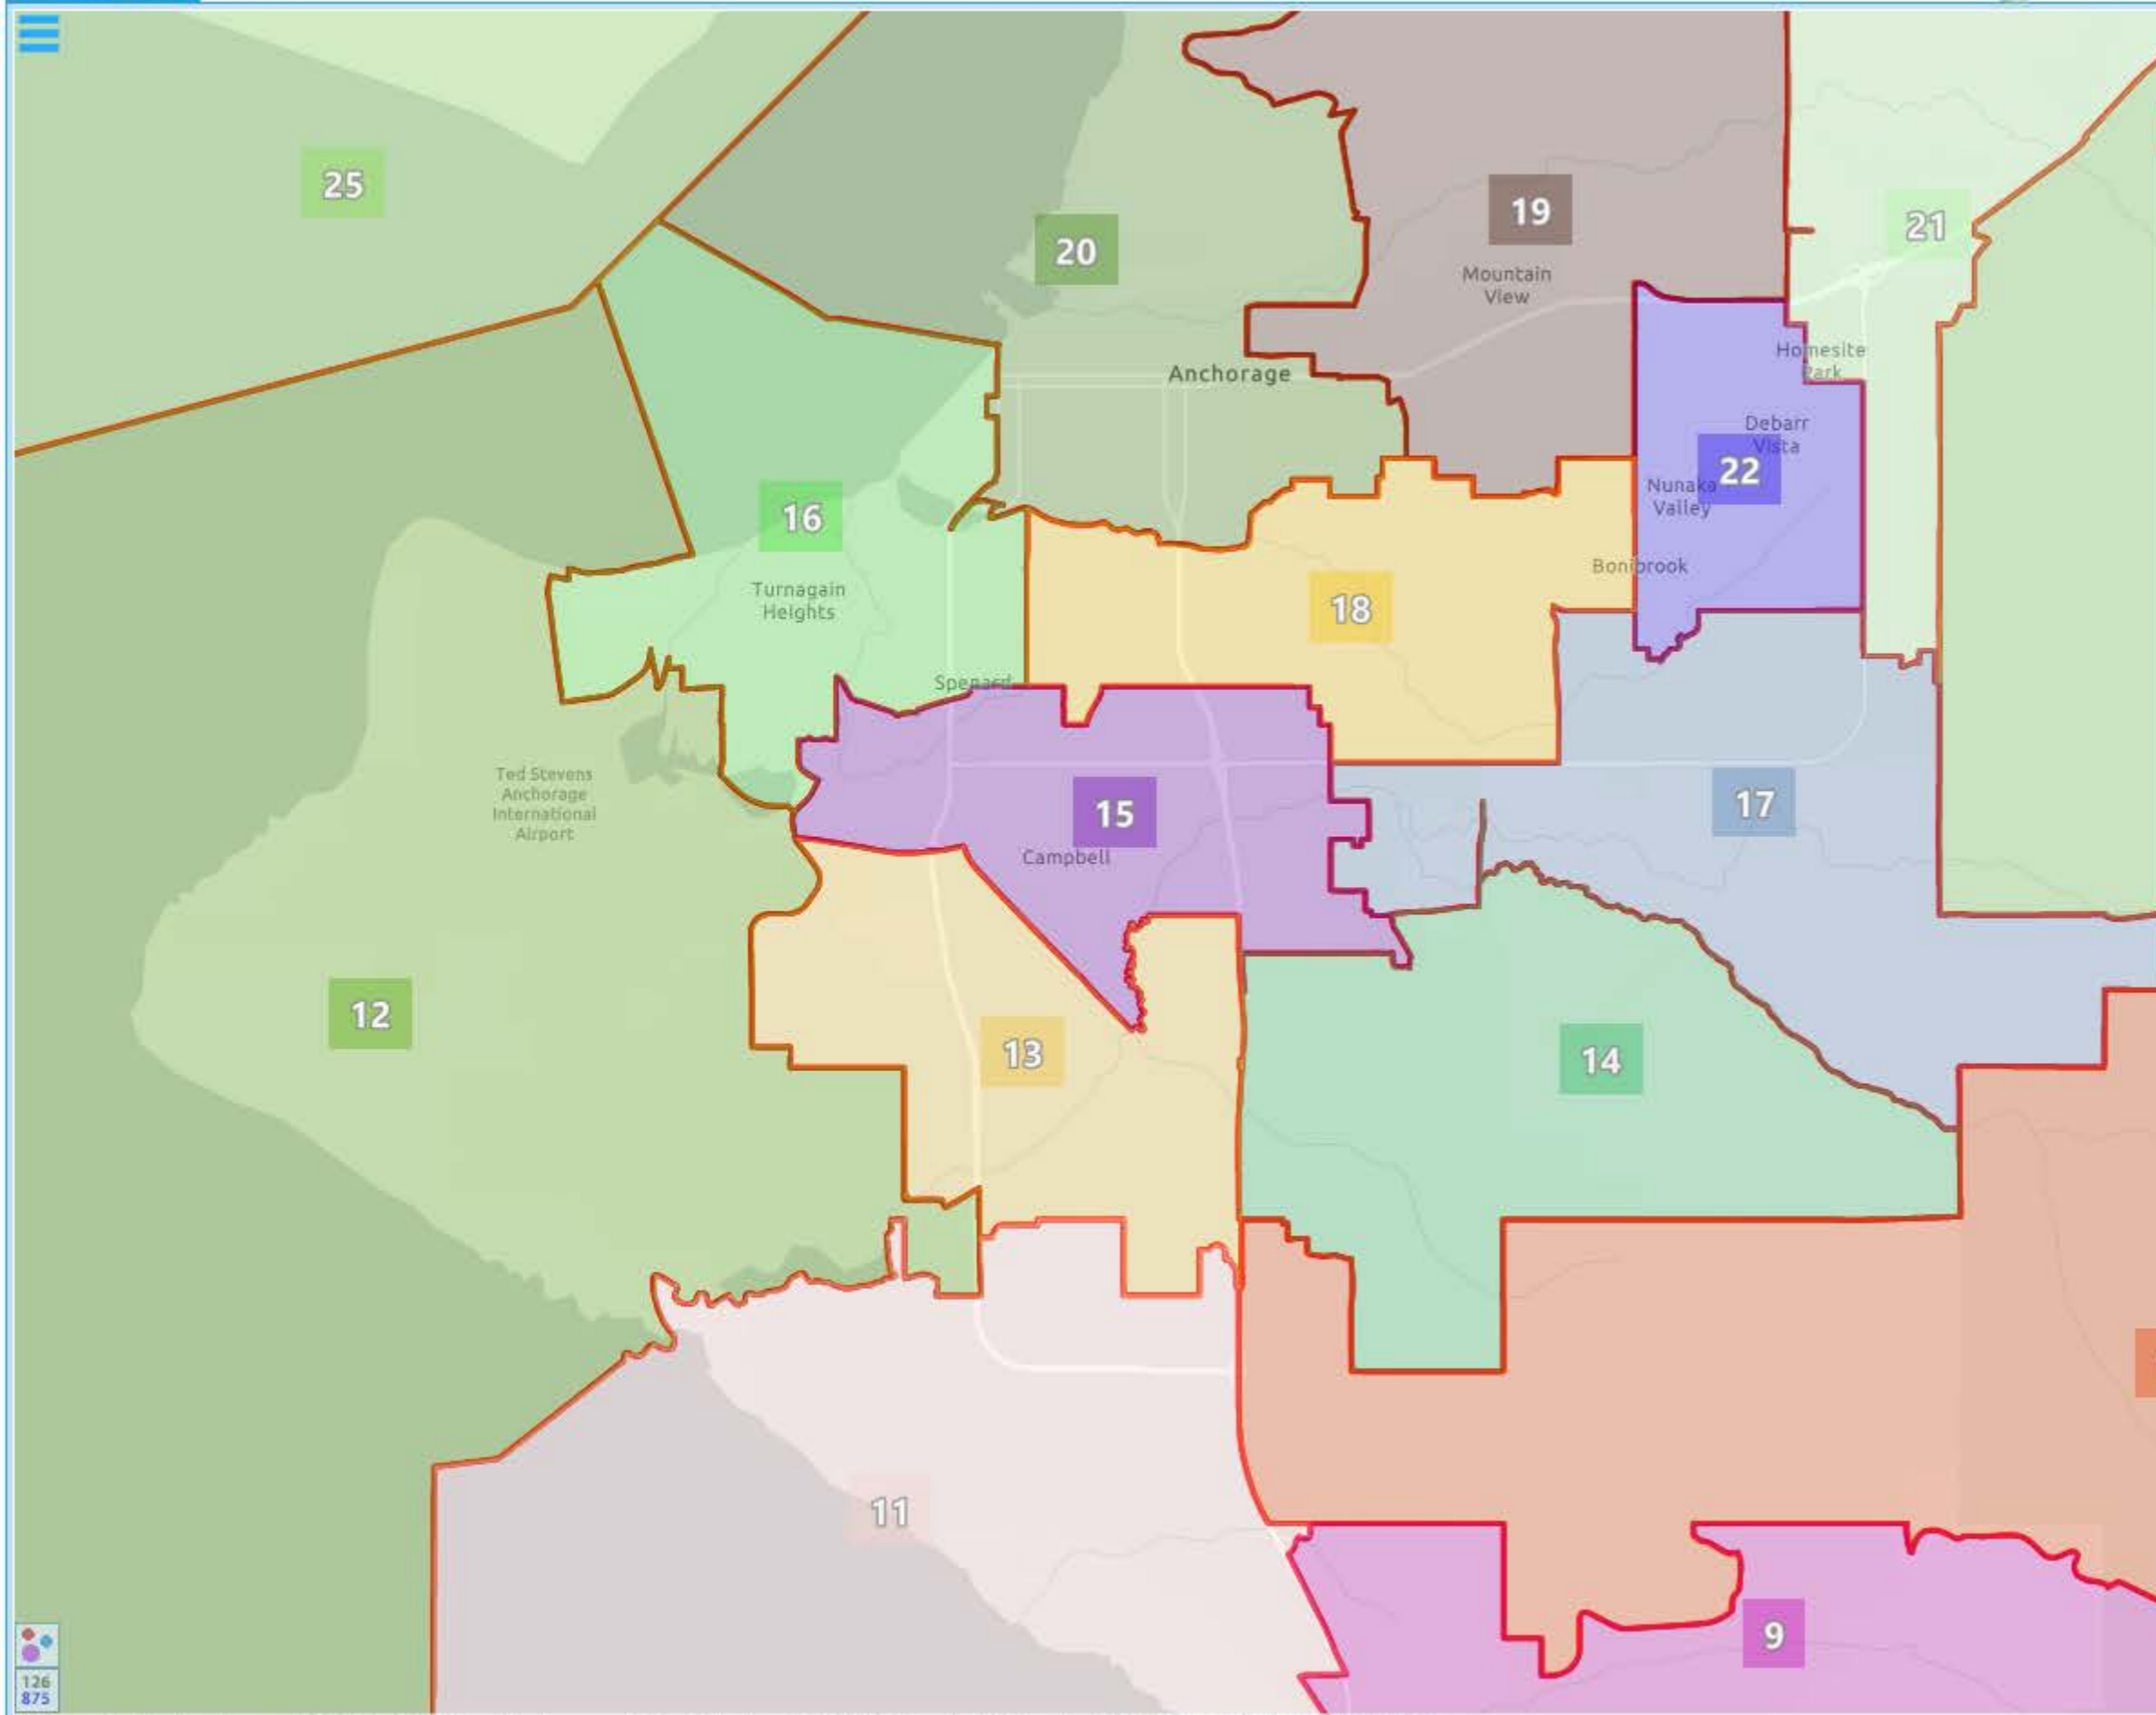 25
19
20
21
Mountain
View
Homesite
Park
Anchorage
Debarr
Vista
22
Nunaka
Valley
16
Bonibrook
Turnagain
Heights
18
Spenard
Ted Stevens
Anchorage
International
Airport
15
17
Campbell
12
13
14
11
9
126
875